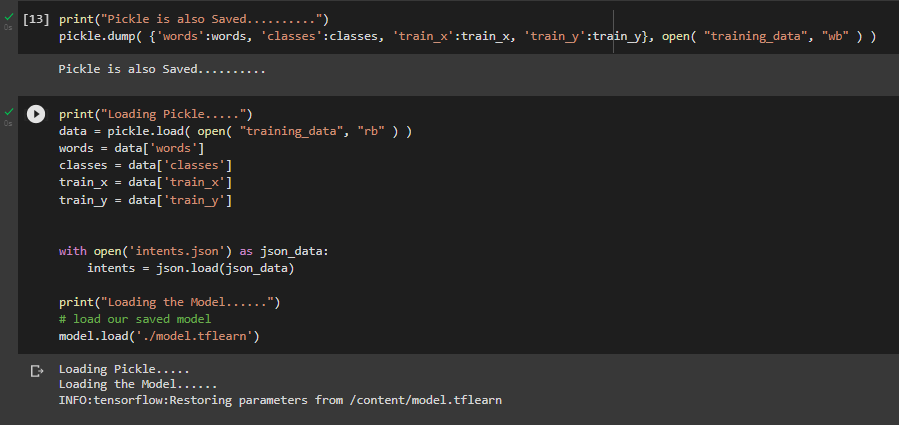 [13] print("Pickle is also Saved..........")
pickle.dump( {'words':words, 'classes':classes, 'train_x':train_x, 'train_y':train_y}, open( "training_data", "wb" ) )
0s
Pickle is also Saved..........
print("Loading Pickle.....")
0s
data = pickle.load( open( "training_data", "rb" ) )
words = data['words']
classes = data['classes']
train_x = data['train_x']
train_y = data['train_y']
with open('intents.json') as json_data:
    intents = json.load(json_data)
print("Loading the Model......")
# load our saved model
model.load('./model.tflearn')
Loading Pickle.....
Loading the Model......
INFO:tensorflow:Restoring parameters from /content/model.tflearn